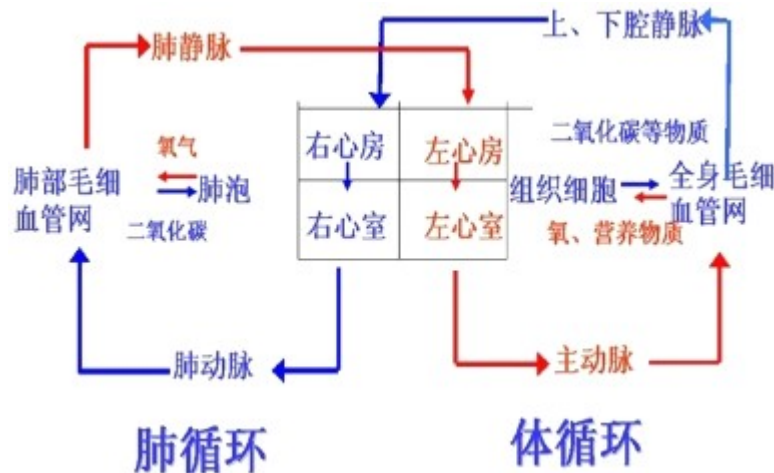 上、下腔静脉
肺静脉
右心房
左心房
二氧化碳等物质
氧气
肺部毛细
血管网
肺泡
组织细胞
全身毛细
血管网
二氧化碳
右心室
左心室
氧、营养物质
肺动脉
主动脉
肺循环
体循环